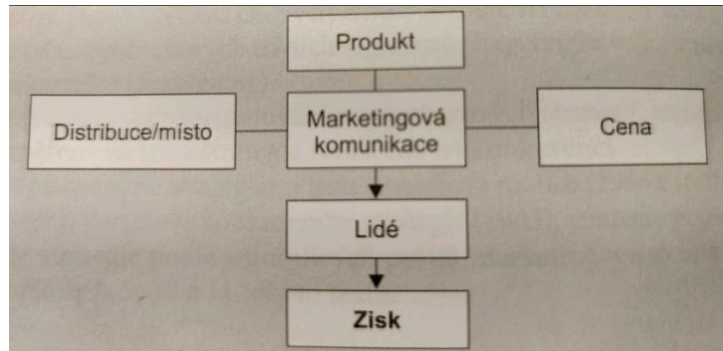 Produkt
Distribuce/místo
Marketingová
komunikace
Cena
Lidé
Zisk